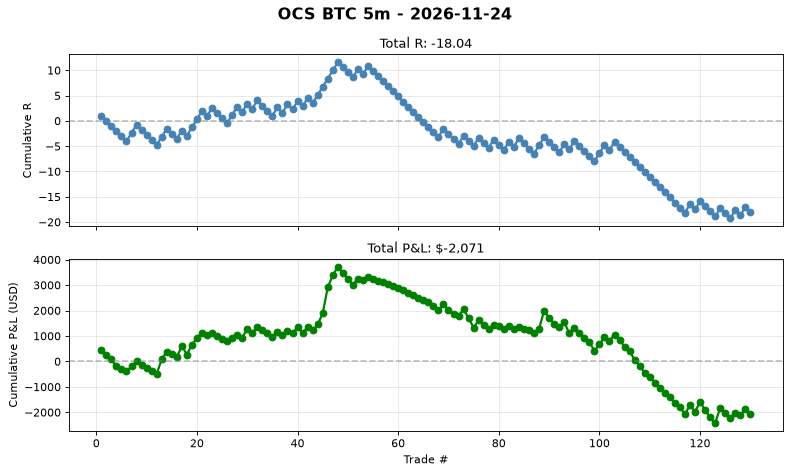 OCS BTC 5m - 2026-11-24
Total R: -18.04
10
5
0
−5
−10
−15
−20
Cumulative R
Total P&L: $-2,071
4000
3000
2000
1000
0
−1000
−2000
Cumulative P&L (USD)
0 20 40 60 80 100 120
Trade #